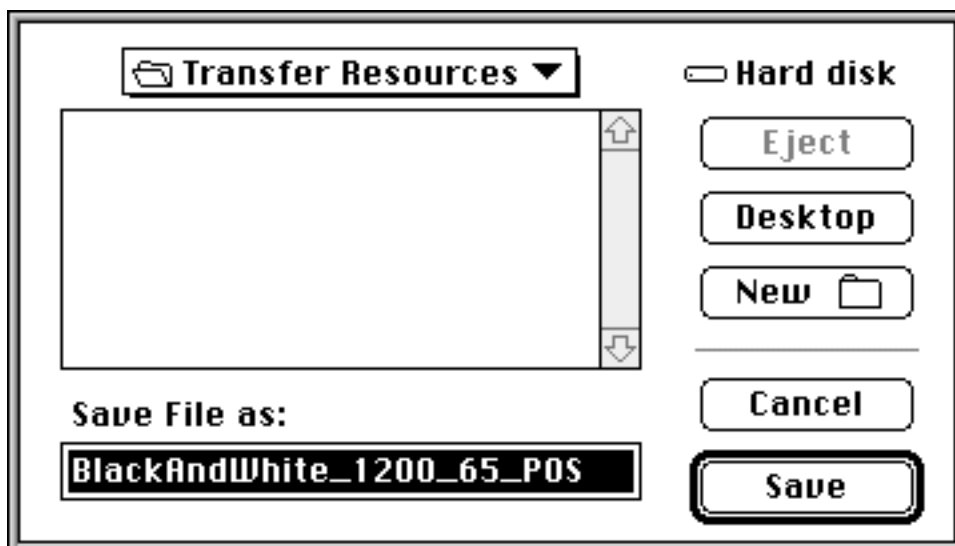 Transfer Resources
Hard disk
Eject
Desktop
New
Save File as:
Cancel
BlackAndWhite_1200_65_POS
Save